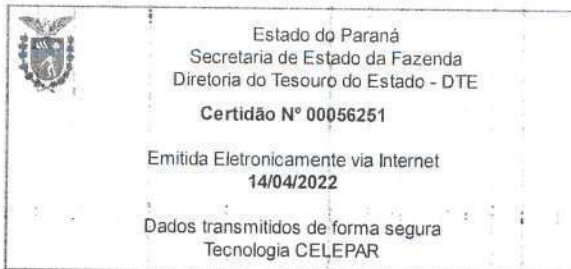 Estado do Paraná
Secretaria de Estado da Fazenda
Diretoria do Tesouro do Estado - DTE
Certidão Nº 00056251
Emitida Eletronicamente via Internet
14/04/2022
Dados transmitidos de forma segura
Tecnologia CELEPAR